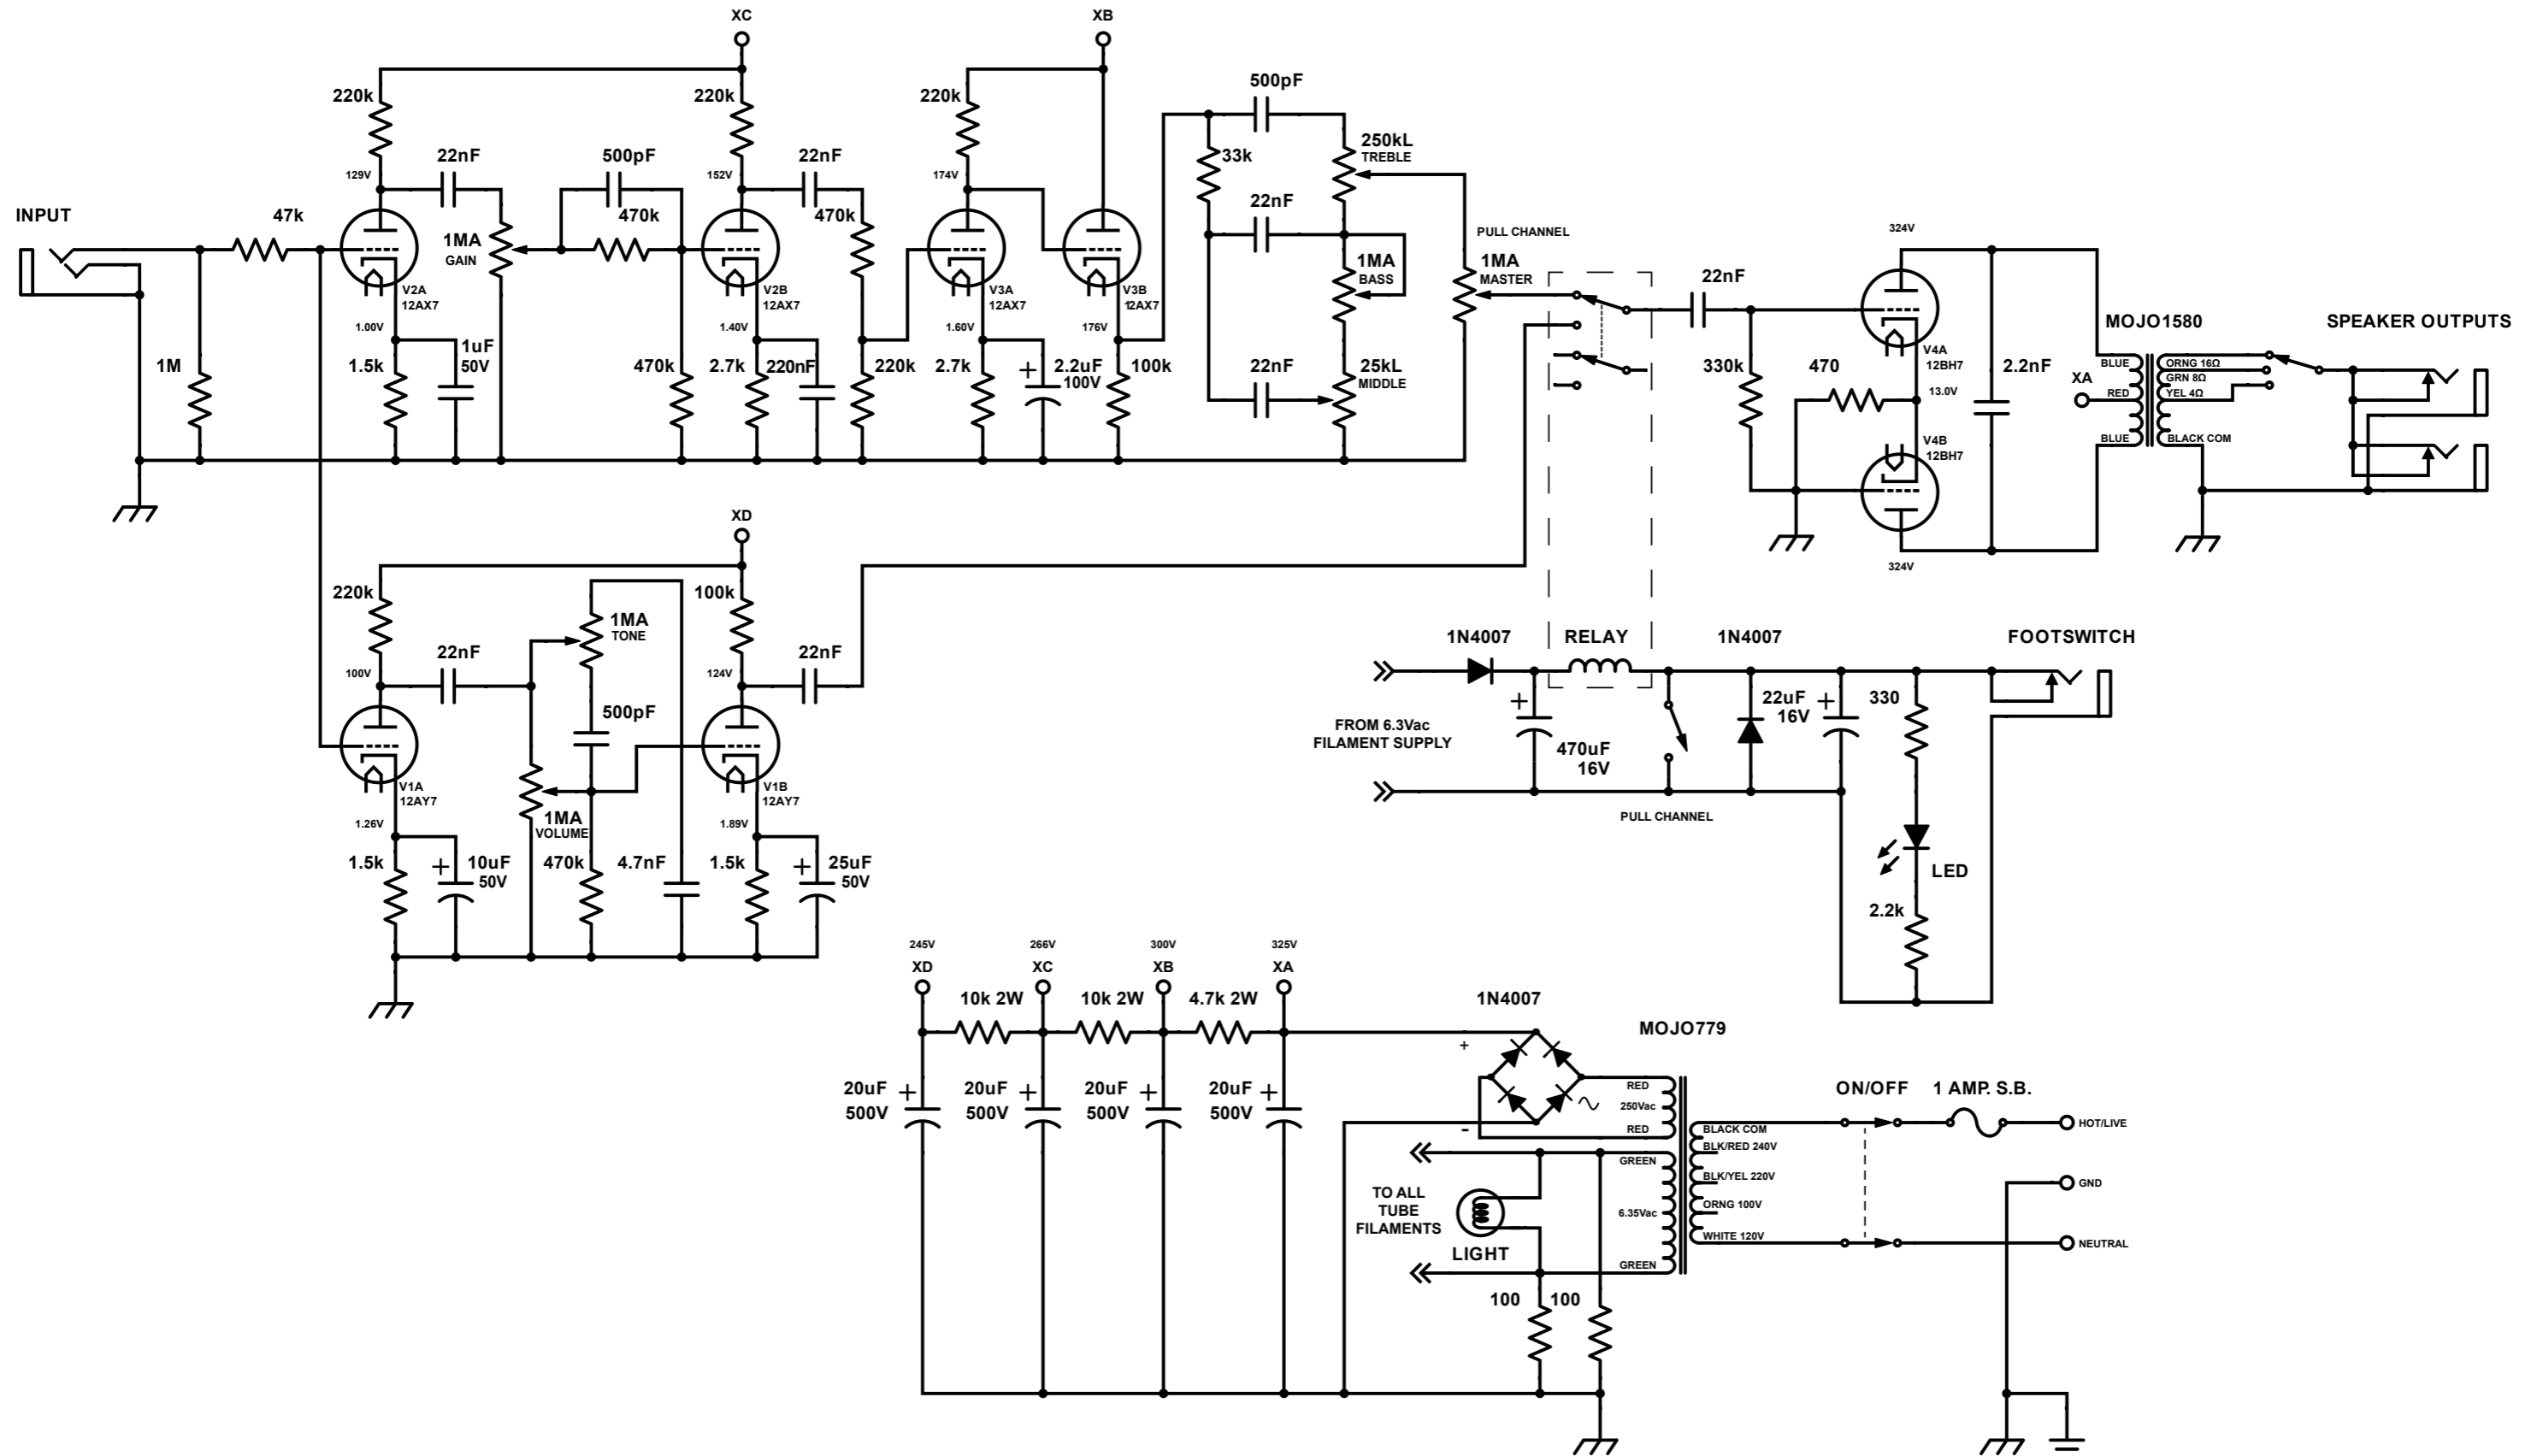 XC
XB
220k
220k
220k
500pF
250kL
TREBLE
22nF
500pF
22nF
33k
129V
152V
174V
INPUT
47k
1MA
GAIN
470k
470k
22nF
PULL CHANNEL
324V
V2A
12AX7
V2B
12AX7
V3A
12AX7
V3B
12AX7
1MA
BASS
1MA
MASTER
22nF
MOJO1580
SPEAKER OUTPUTS
1.00V
1.40V
1.60V
176V
1M
1.5k
1uF
50V
470k
2.7k
220nF
220k
2.7k
+
2.2uF
100V
100k
22nF
25kL
MIDDLE
330k
470
V4A
12BH7
13.0V
2.2nF
XA
BLUE
RED
BLUE
ORNG 16Ω
GRN 8Ω
YEL 4Ω
BLACK COM
V4B
12BH7
324V
XD
220k
100k
1MA
TONE
22nF
22nF
100V
124V
500pF
V1A
12AY7
V1B
12AY7
1MA
VOLUME
1.26V
1.89V
1.5k
+
10uF
50V
470k
4.7nF
1.5k
+
25uF
50V
1N4007
RELAY
1N4007
FOOTSWITCH
FROM 6.3Vac
FILAMENT SUPPLY
+
470uF
16V
22uF
16V
+
330
PULL CHANNEL
LED
2.2k
245V
266V
300V
325V
XD
XC
XB
XA
10k 2W
10k 2W
4.7k 2W
1N4007
MOJO779
+
-
20uF
500V
+
20uF
500V
+
20uF
500V
+
20uF
500V
+
RED
250Vac
RED
GREEN
6.35Vac
GREEN
BLACK COM
BLK/RED 240V
BLK/YEL 220V
ORNG 100V
WHITE 120V
ON/OFF
1 AMP. S.B.
HOT/LIVE
GND
NEUTRAL
TO ALL
TUBE
FILAMENTS
LIGHT
100
100